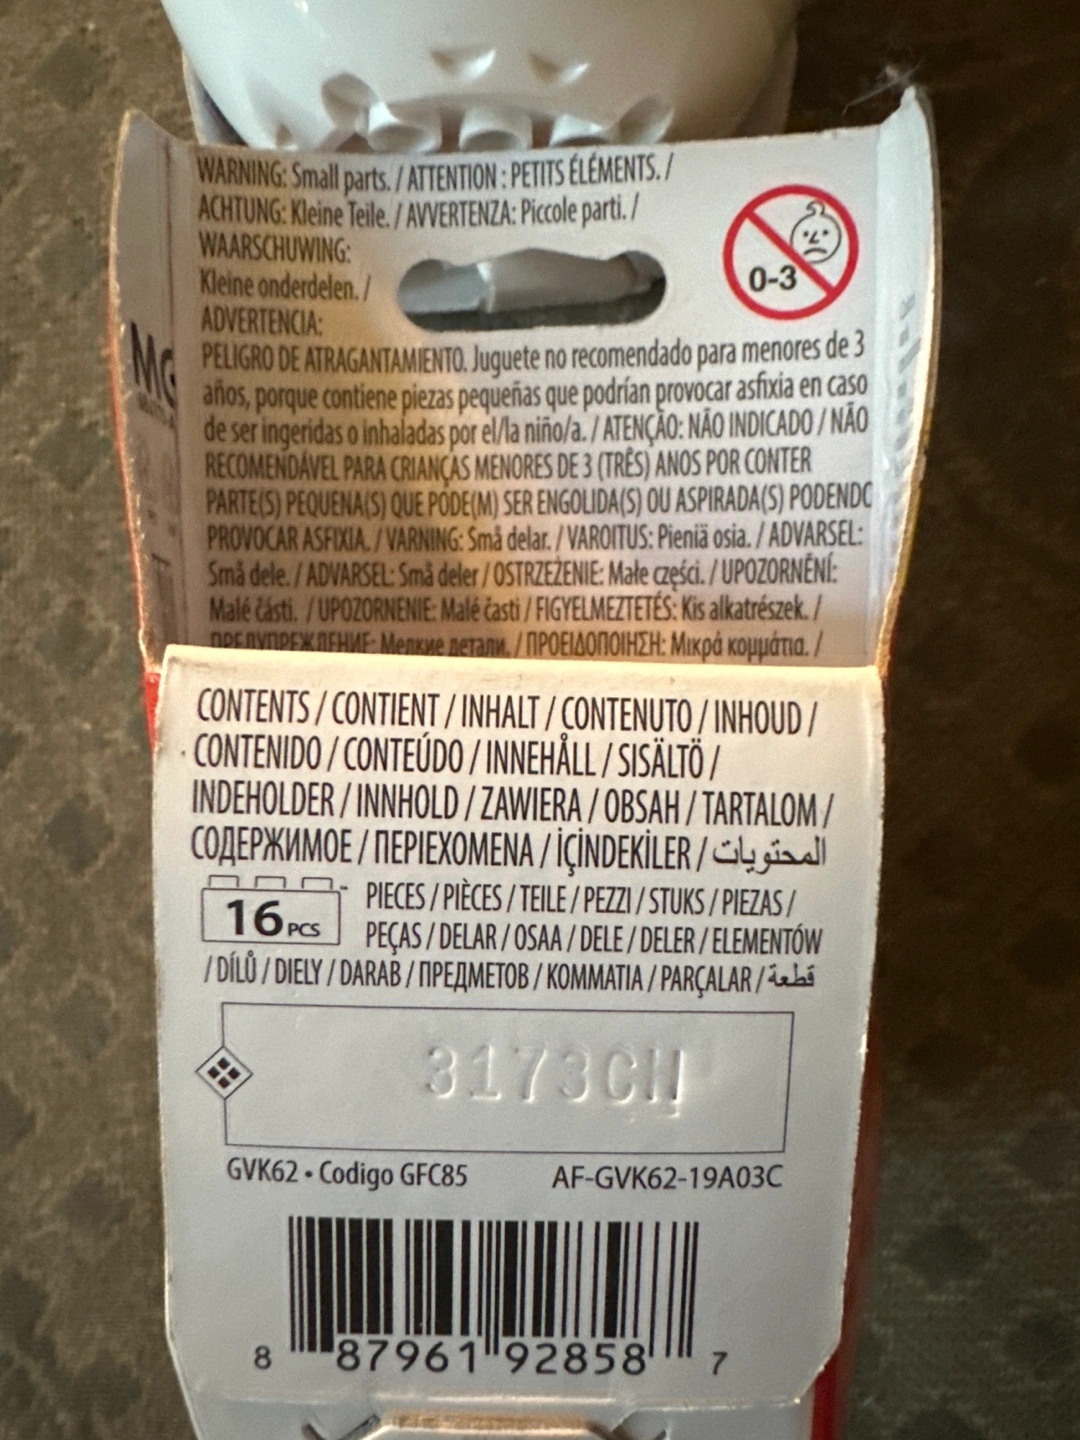 WARNING: Small parts. / ATTENTION : PETITS ÉLÉMENTS. /
ACHTUNG: Kleine Teile. / AVVERTENZA: Piccole parti. /
WAARSCHUWING:
Kleine onderdelen. /
ADVERTENCIA:
0-3
PELIGRO DE ATRAGANTAMIENTO. Juguete no recomendado para menores de 3
años, porque contiene piezas pequeñas que podrían provocar asfixia en caso
de ser ingeridas o inhaladas por el/la niño/a. / ATENÇÃO: NÃO INDICADO / NÃO
RECOMENDÁVEL PARA CRIANÇAS MENORES DE 3 (TRÊS) ANOS POR CONTER
PARTE(S) PEQUENA(S) QUE PODE(M) SER ENGOLIDA(S) OU ASPIRADA(S) PODENDO
PROVOCAR ASFIXIA. / VARNING: Små delar. / VAROITUS: Pieniä osia. / ADVARSEL:
Små dele. / ADVARSEL: Små deler / OSTRZEŻENIE: Małe części. / UPOZORNĚNÍ:
Malé části. / UPOZORNENIE: Malé časti / FIGYELMEZTETÉS: Kis alkatrészek. /
ПРЕДУПРЕЖДЕНИЕ: Мелкие детали. / ΠΡΟΕΙΔΟΠΟΙΗΣΗ: Μικρά κομμάτια. /
CONTENTS / CONTIENT / INHALT / CONTENUTO / INHOUD /
CONTENIDO / CONTEÚDO / INNEHÅLL / SISÄLTÖ /
INDEHOLDER / INNHOLD / ZAWIERA / OBSAH / TARTALOM /
СОДЕРЖИМОЕ / ΠΕΡΙΕΧΟΜΕΝΑ / İÇİNDEKİLER / المحتويات
16 PCS
PIECES / PIÈCES / TEILE / PEZZI / STUKS / PIEZAS /
PEÇAS / DELAR / OSAA / DELE / DELER / ELEMENTÓW
/ DÍLŮ / DIELY / DARAB / ПРЕДМЕТОВ / ΚΟΜΜΑΤΙΑ / PARÇALAR / قطعة
3173C
GVK62 • Codigo GFC85
AF-GVK62-19A03C
8 87961 92858 7